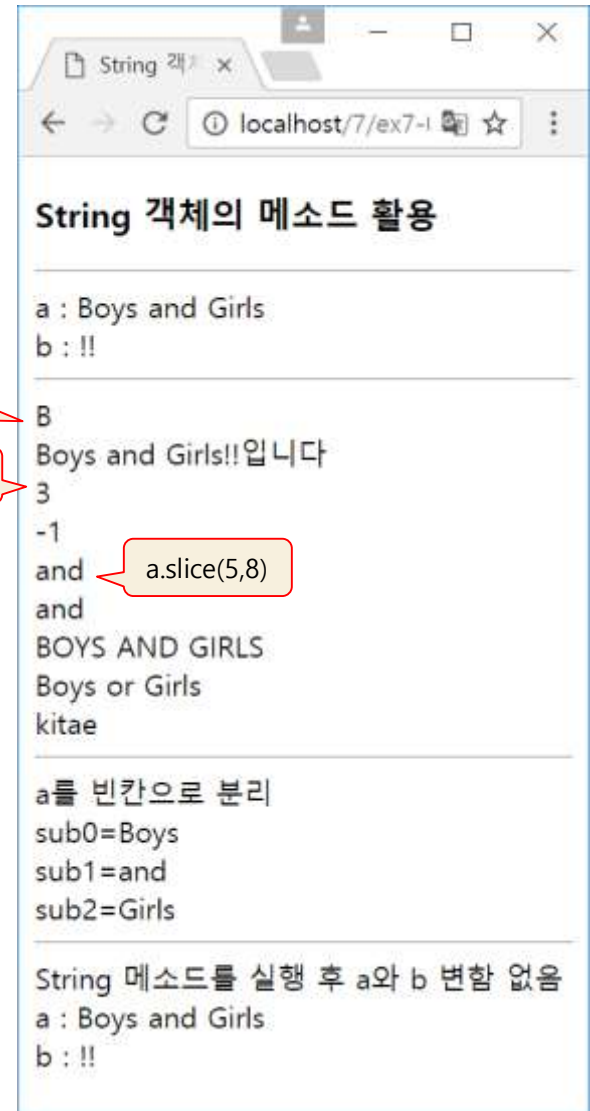 String 객체
localhost/7/ex7-
String 객체의 메소드 활용
a : Boys and Girls
b : !!
B
Boys and Girls!!입니다
3
-1
and
a.slice(5,8)
and
BOYS AND GIRLS
Boys or Girls
kitae
a를 빈칸으로 분리
sub0=Boys
sub1=and
sub2=Girls
String 메소드를 실행 후 a와 b 변함 없음
a : Boys and Girls
b : !!